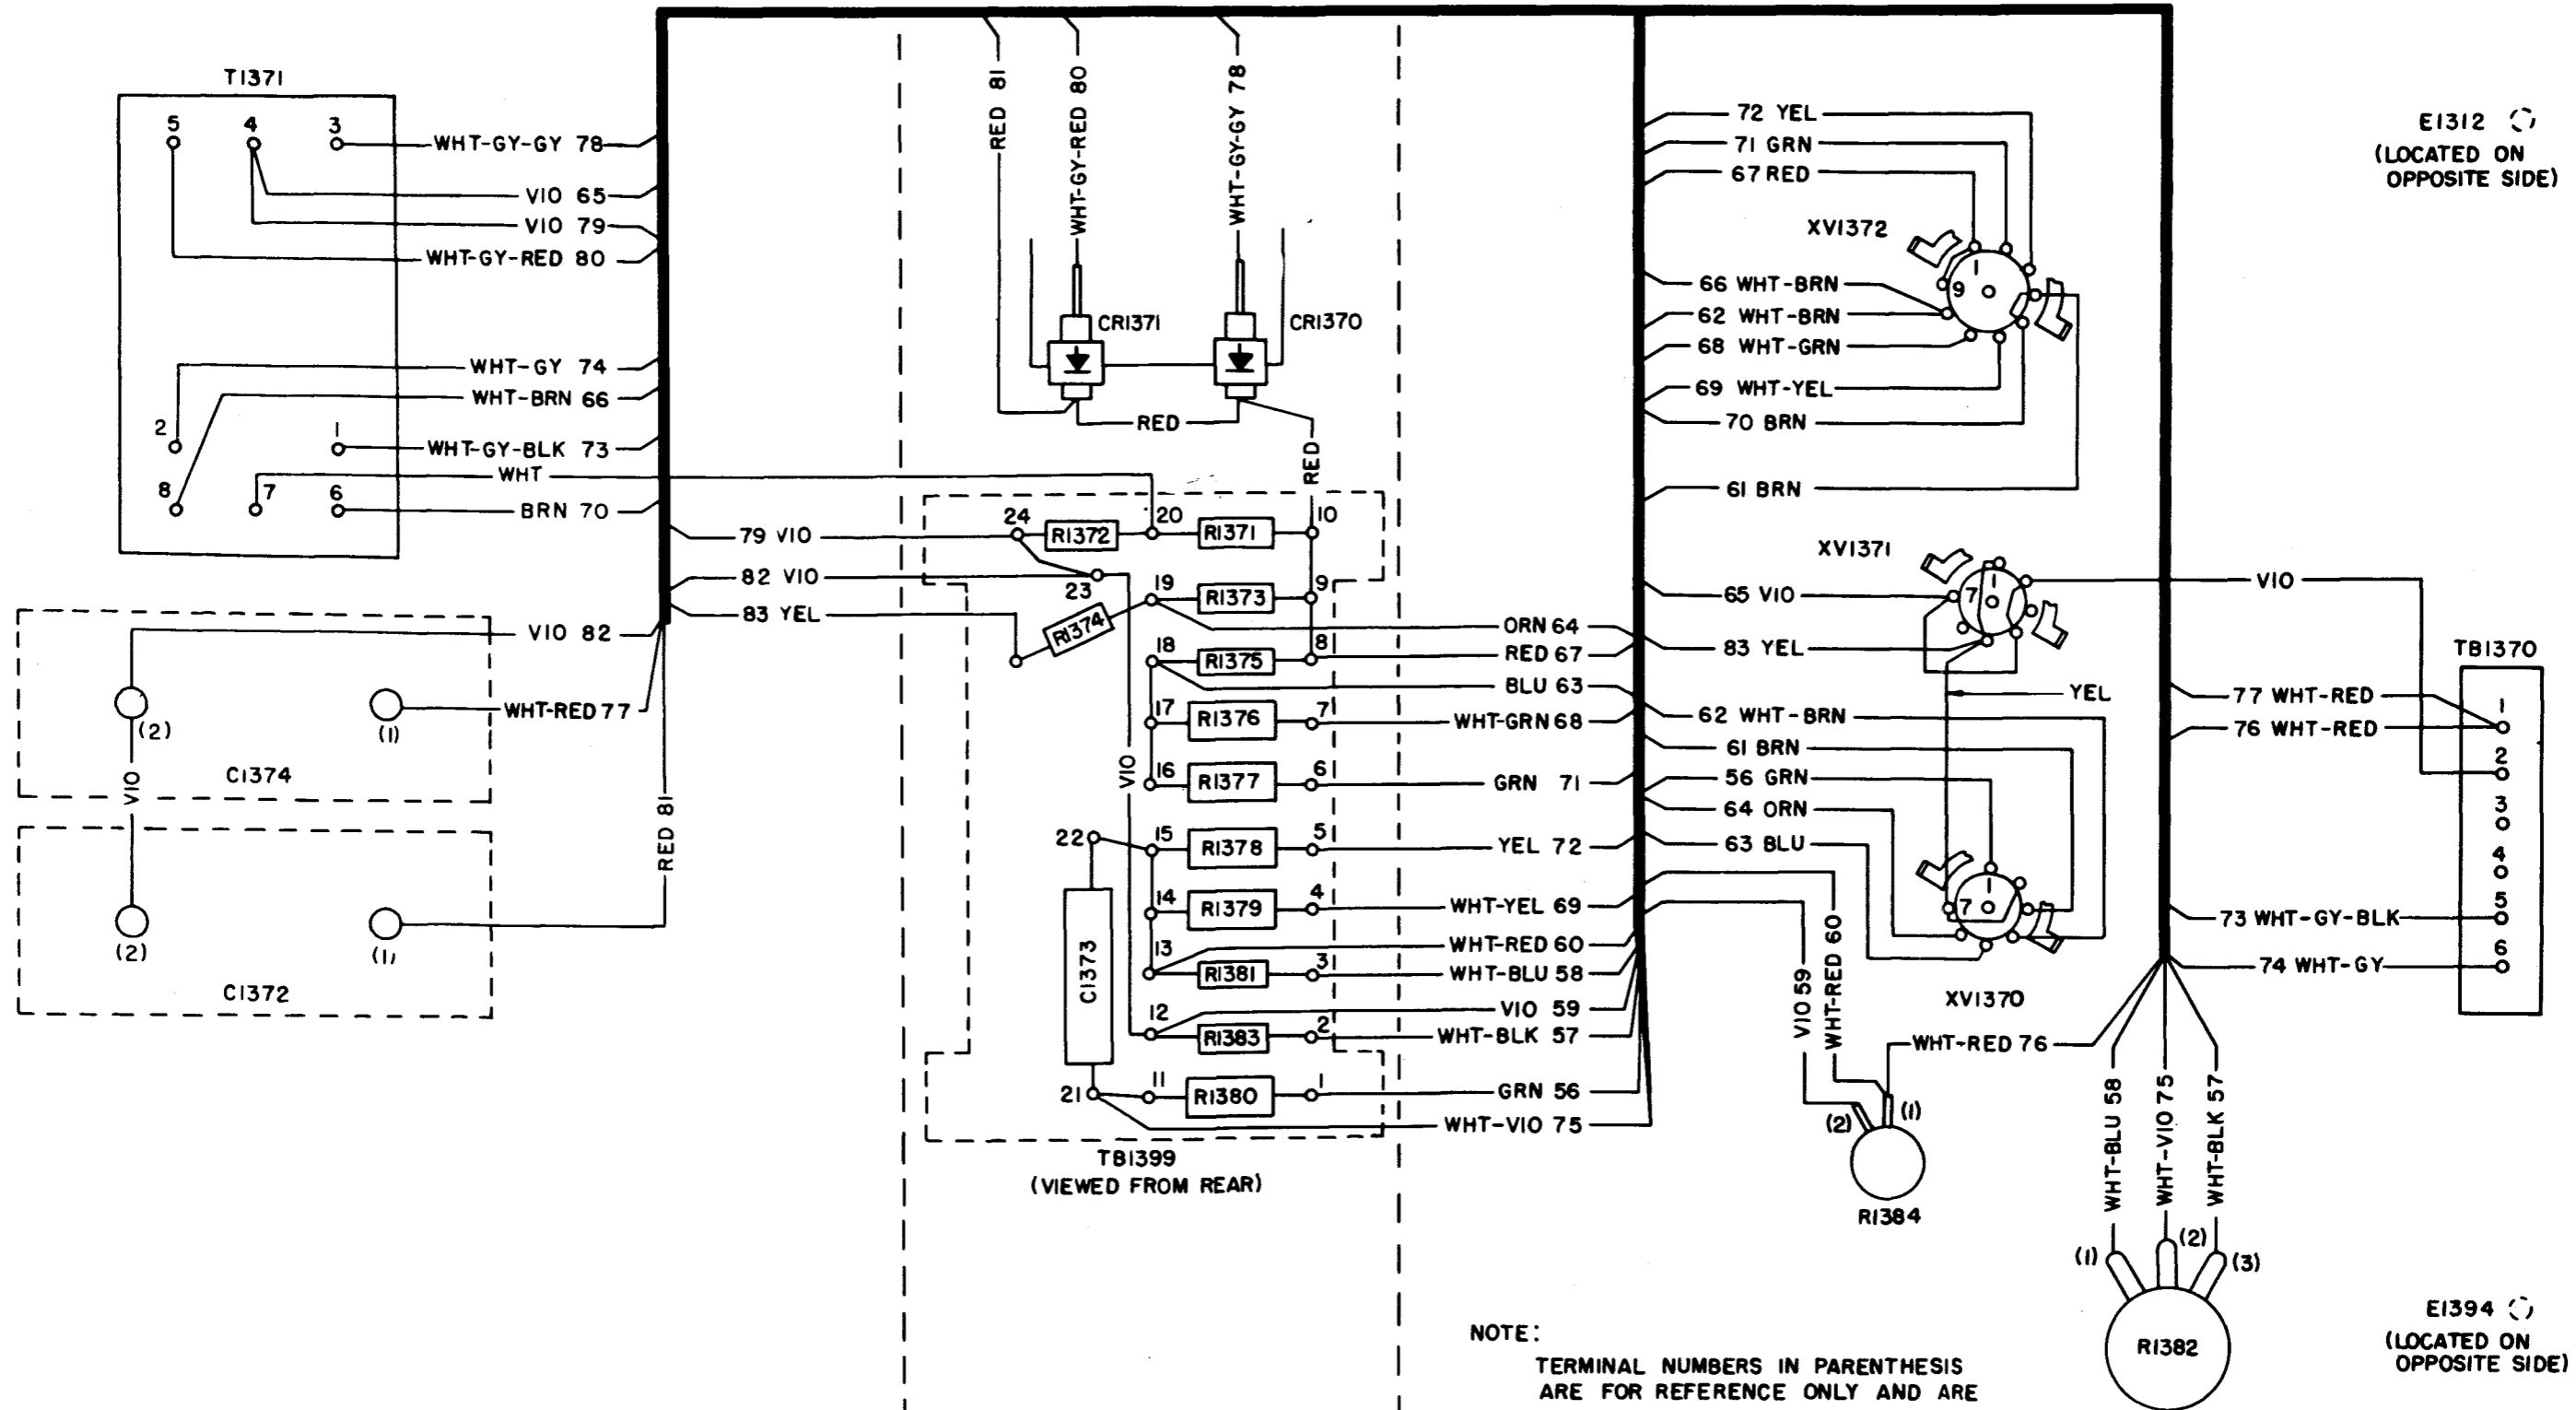 T1371
5
4
3
WHT-GY-GY 78
VIO 65
VIO 79
WHT-GY-RED 80
WHT-GY 74
WHT-BRN 66
2
1
WHT-GY-BLK 73
WHT
8
7
6
BRN 70
VIO 82
WHT-RED 77
(2)
(1)
C1374
VIO
RED 81
(2)
(1)
C1372
RED 81
WHT-GY-RED 80
WHT-GY-GY 78
CR1371
CR1370
RED
RED
79 VIO
82 VIO
83 YEL
24
R1372
20
R1371
10
23
19
R1373
9
R1374
ORN 64
18
R1375
8
RED 67
BLU 63
17
R1376
7
WHT-GRN 68
VIO
16
R1377
6
GRN 71
22
15
R1378
5
YEL 72
14
R1379
4
WHT-YEL 69
C1373
13
WHT-RED 60
R1381
3
WHT-BLU 58
12
VIO 59
R1383
2
WHT-BLK 57
21
11
R1380
1
GRN 56
WHT-VIO 75
TB1399
(VIEWED FROM REAR)
72 YEL
71 GRN
67 RED
XV1372
66 WHT-BRN
62 WHT-BRN
68 WHT-GRN
69 WHT-YEL
70 BRN
61 BRN
1
9
XV1371
65 VIO
83 YEL
1
7
VIO
YEL
62 WHT-BRN
61 BRN
56 GRN
64 ORN
63 BLU
1
7
XV1370
VIO 59
WHT-RED 60
WHT-RED 76
(2)
(1)
R1384
E1312
(LOCATED ON
OPPOSITE SIDE)
TB1370
77 WHT-RED
76 WHT-RED
1
2
3
4
5
6
73 WHT-GY-BLK
74 WHT-GY
WHT-BLU 58
WHT-VIO 75
WHT-BLK 57
(1)
(2)
(3)
R1382
E1394
(LOCATED ON
OPPOSITE SIDE)
NOTE:
TERMINAL NUMBERS IN PARENTHESIS
ARE FOR REFERENCE ONLY AND ARE